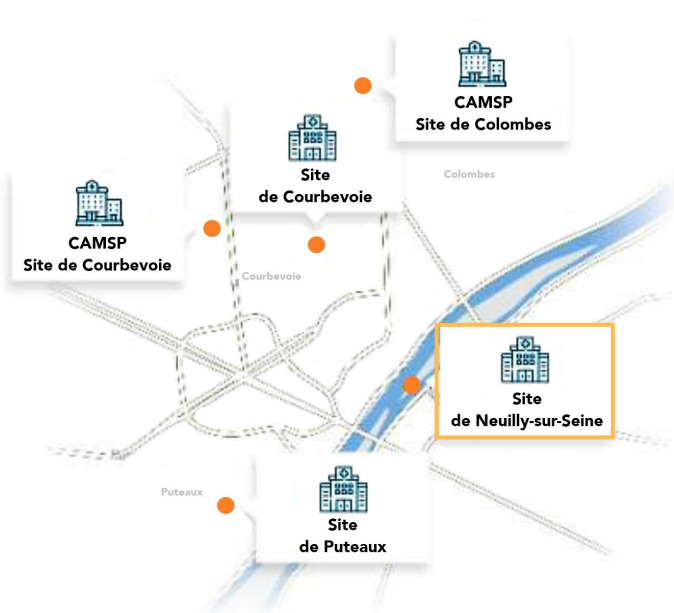 CAMSP
Site de Colombes
Site
de Courbevoie
Colombes
CAMSP
Site de Courbevoie
Courbevoie
Site
de Neuilly-sur-Seine
Puteaux
Site
de Puteaux